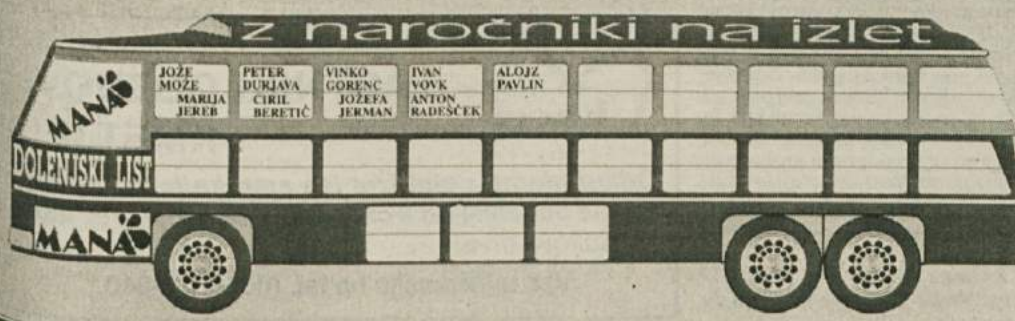 z naročniki na izlet
MANA
JOŽE
MOŽE
MARIJA
JEREB
PETER
DURJAVA
CIRIL
BERETIČ
VINKO
GORENC
JOŽEFA
JERMAN
IVAN
VOVK
ANTON
RADEŠČEK
ALOJZ
PAVLIN
DOLENJSKI LIST
MANA